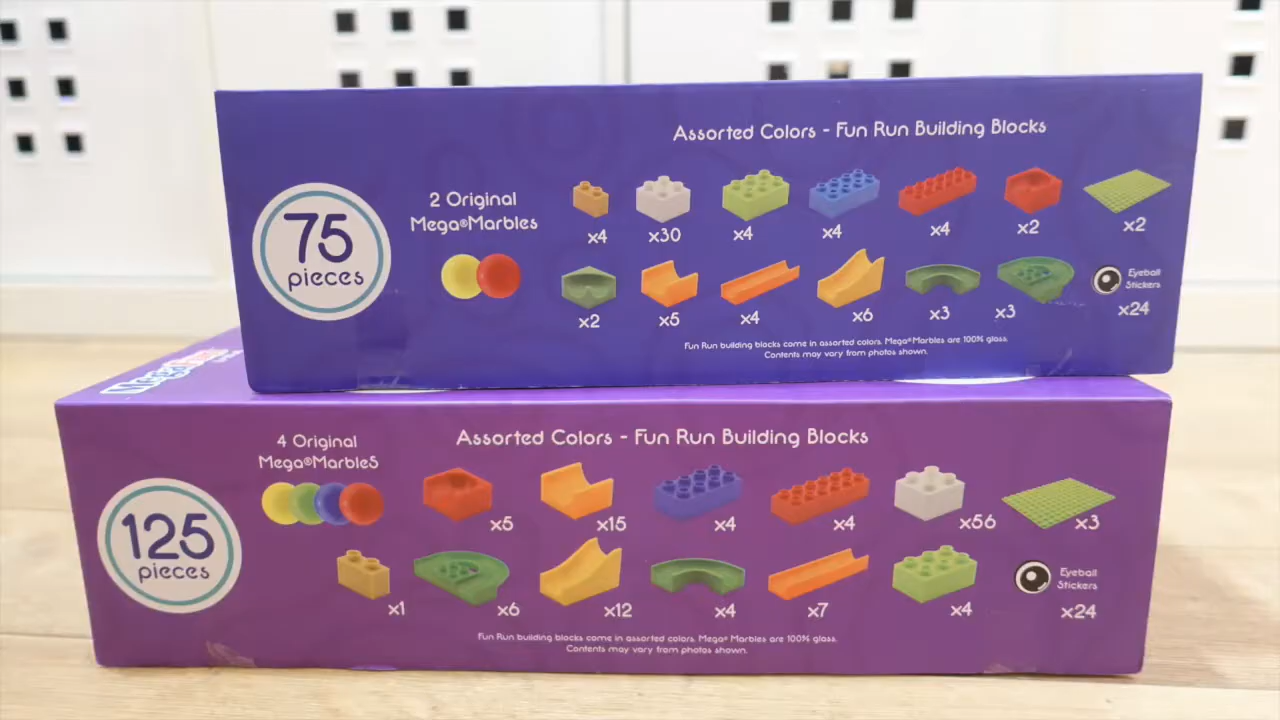 Assorted Colors - Fun Run Building Blocks
75
pieces
2 Original
Mega®Marbles
x4
x30
x4
x4
x4
x2
x2
x2
x5
x4
x6
x3
x3
Eyeball
Stickers
x24
Fun Run building blocks come in assorted colors. Mega® Marbles are 100% glass.
Contents may vary from photos shown.
125
pieces
4 Original
Mega®Marbles
Assorted Colors - Fun Run Building Blocks
x5
x15
x4
x4
x56
x3
x1
x6
x12
x4
x7
x4
Eyeball
Stickers
x24
Fun Run building blocks come in assorted colors. Mega® Marbles are 100% glass.
Contents may vary from photos shown.